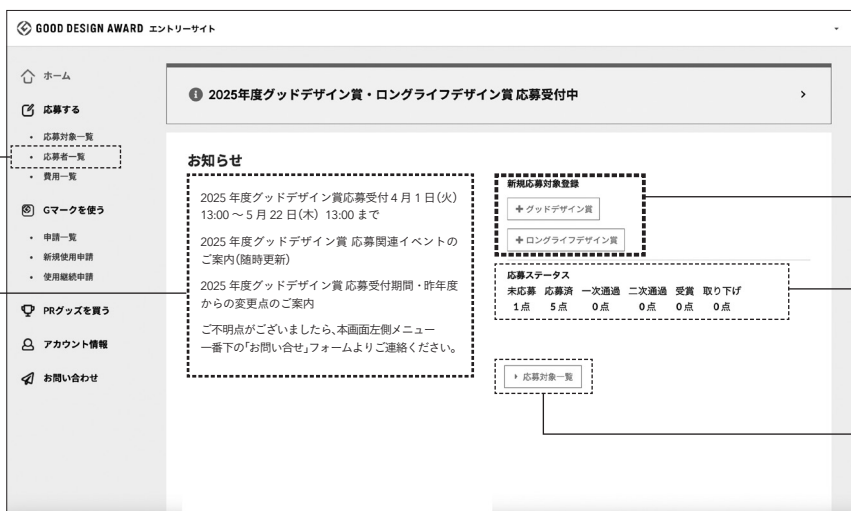 GOOD DESIGN AWARD エントリーサイト
ホーム
応募する
・ 応募対象一覧
・ 応募者一覧
・ 費用一覧
Gマークを使う
・ 申請一覧
・ 新規使用申請
・ 使用継続申請
PRグッズを買う
アカウント情報
お問い合わせ
2025年度グッドデザイン賞・ロングライフデザイン賞 応募受付中
お知らせ
2025 年度グッドデザイン賞応募受付 4 月 1 日(火)
13:00 ~ 5 月 22 日(木) 13:00 まで
2025 年度グッドデザイン賞 応募関連イベントの
ご案内(随時更新)
2025 年度グッドデザイン賞 応募受付期間・昨年度
からの変更点のご案内
ご不明点がございましたら、本画面左側メニュー
一番下の「お問い合せ」フォームよりご連絡ください。
新規応募対象登録
+ グッドデザイン賞
+ ロングライフデザイン賞
応募ステータス
未応募 応募済 一次通過 二次通過 受賞 取り下げ
1点 5点 0点 0点 0点 0点
応募対象一覧